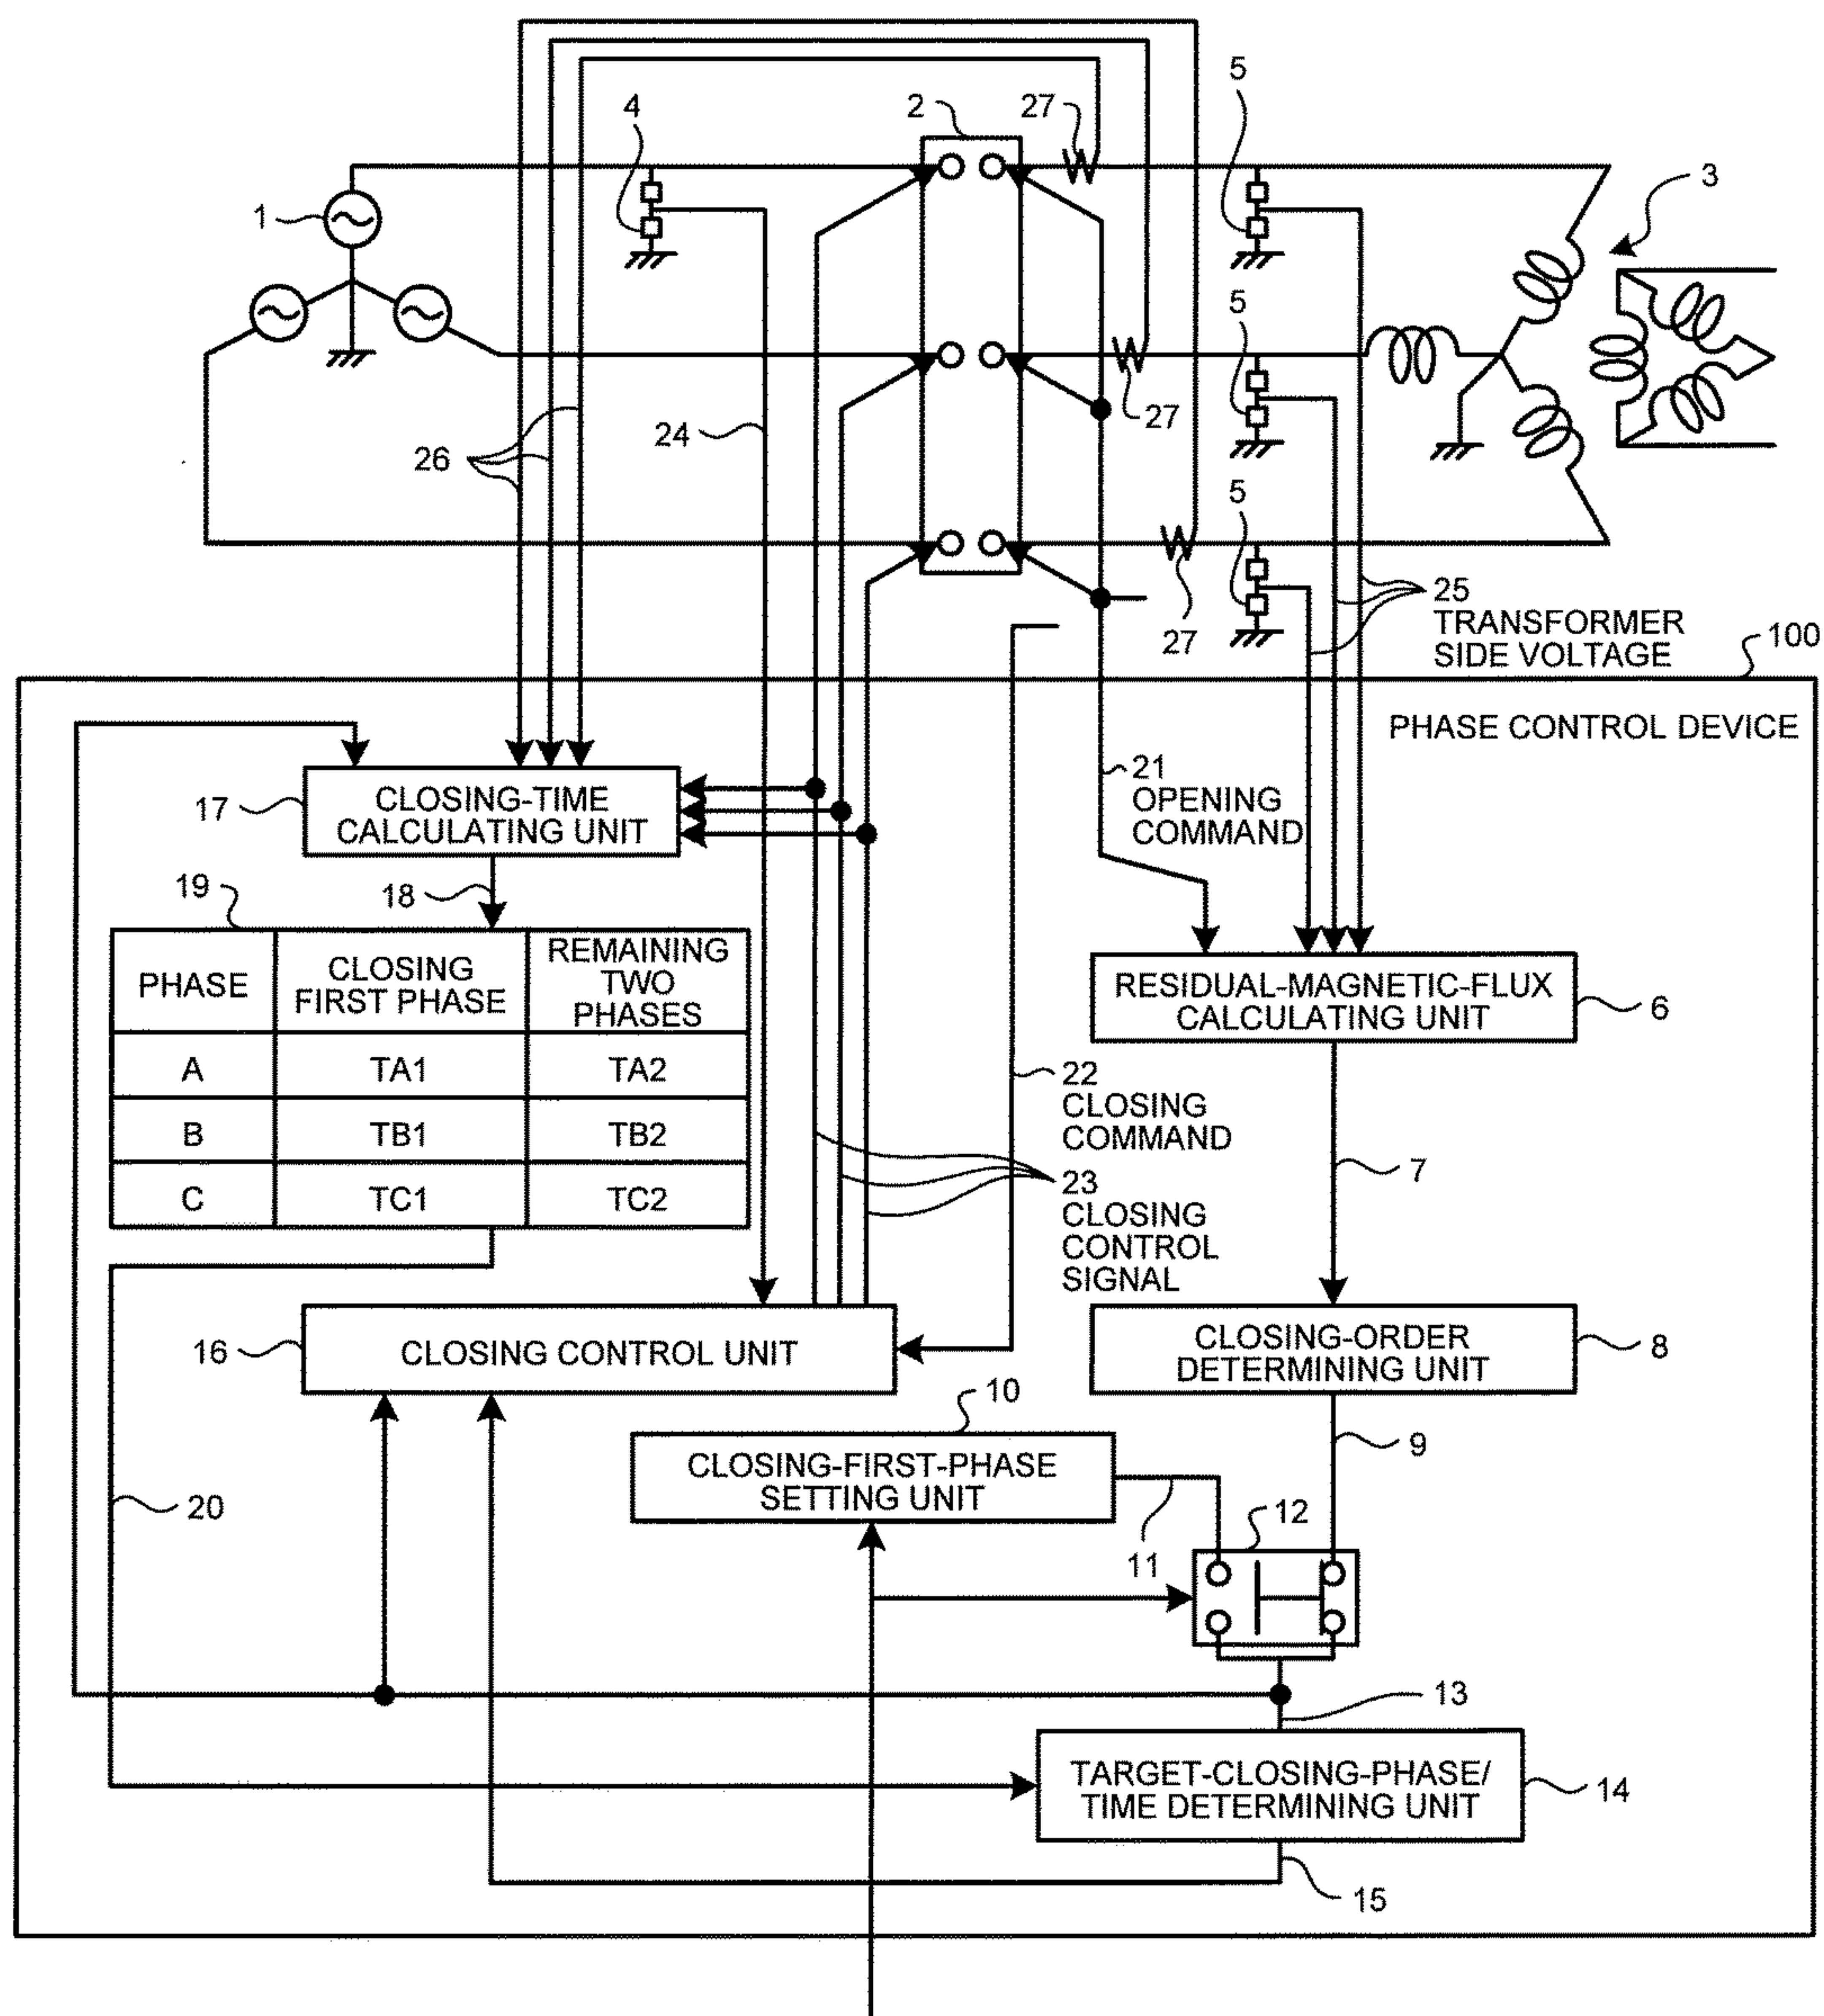 5
4
2
27
1
3
5
24
26
27
5
27
25
TRANSFORMER
SIDE VOLTAGE
100
PHASE CONTROL DEVICE
21
OPENING
COMMAND
17
CLOSING-TIME
CALCULATING UNIT
19
18
PHASE
CLOSING
FIRST PHASE
REMAINING
TWO
PHASES
A
TA1
TA2
B
TB1
TB2
C
TC1
TC2
RESIDUAL-MAGNETIC-FLUX
CALCULATING UNIT
6
22
CLOSING
COMMAND
7
23
CLOSING
CONTROL
SIGNAL
16
CLOSING CONTROL UNIT
CLOSING-ORDER
DETERMINING UNIT
8
10
CLOSING-FIRST-PHASE
SETTING UNIT
9
20
11
12
13
TARGET-CLOSING-PHASE/
TIME DETERMINING UNIT
14
15